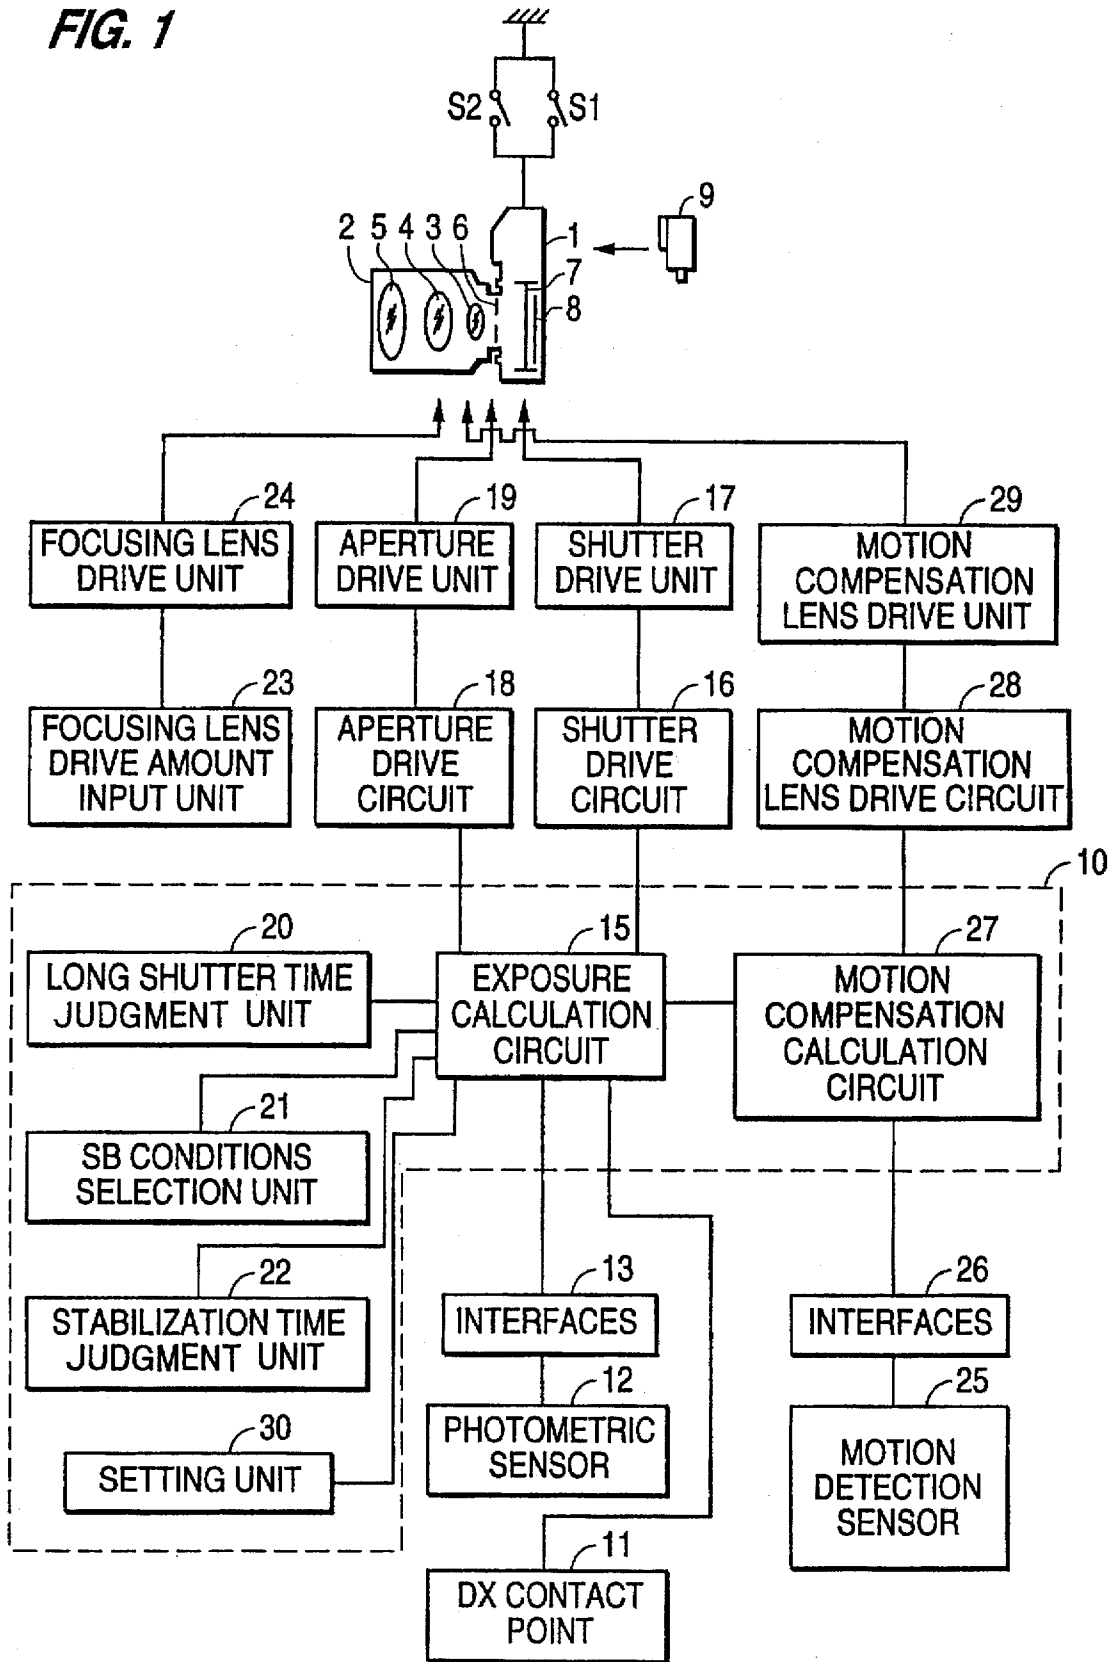 FIG. 1
S2 S1
9
2 5 4 3 6 1
7
8
24 19 17 29
FOCUSING LENS
DRIVE UNIT
APERTURE
DRIVE UNIT
SHUTTER
DRIVE UNIT
MOTION
COMPENSATION
LENS DRIVE UNIT
23 18 16 28
FOCUSING LENS
DRIVE AMOUNT
INPUT UNIT
APERTURE
DRIVE
CIRCUIT
SHUTTER
DRIVE
CIRCUIT
MOTION
COMPENSATION
LENS DRIVE CIRCUIT
10
20 15 27
LONG SHUTTER TIME
JUDGMENT UNIT
EXPOSURE
CALCULATION
CIRCUIT
MOTION
COMPENSATION
CALCULATION
CIRCUIT
21
SB CONDITIONS
SELECTION UNIT
22 13 26
STABILIZATION TIME
JUDGMENT UNIT
INTERFACES
INTERFACES
12 25
PHOTOMETRIC
SENSOR
MOTION
DETECTION
SENSOR
30
SETTING UNIT
11
DX CONTACT
POINT